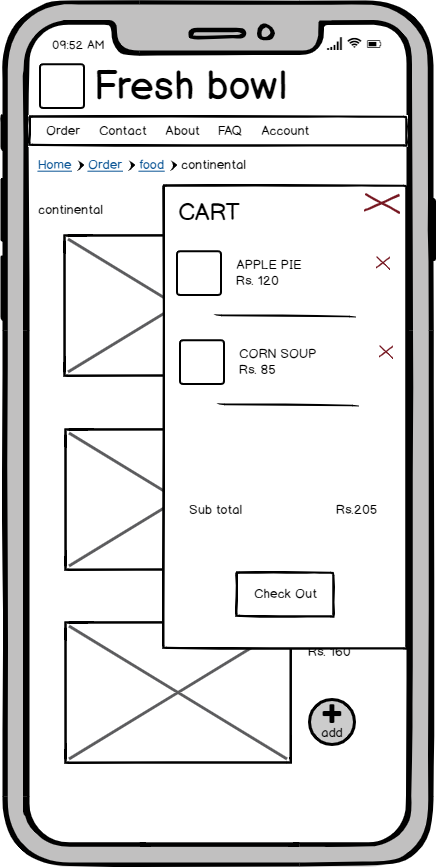 09:52 AM
Fresh bowl
Order Contact About FAQ Account
Home Order food continental
continental
CART
APPLE PIE
Rs. 120
CORN SOUP
Rs. 85
Sub total Rs.205
Check Out
Rs. 160
add